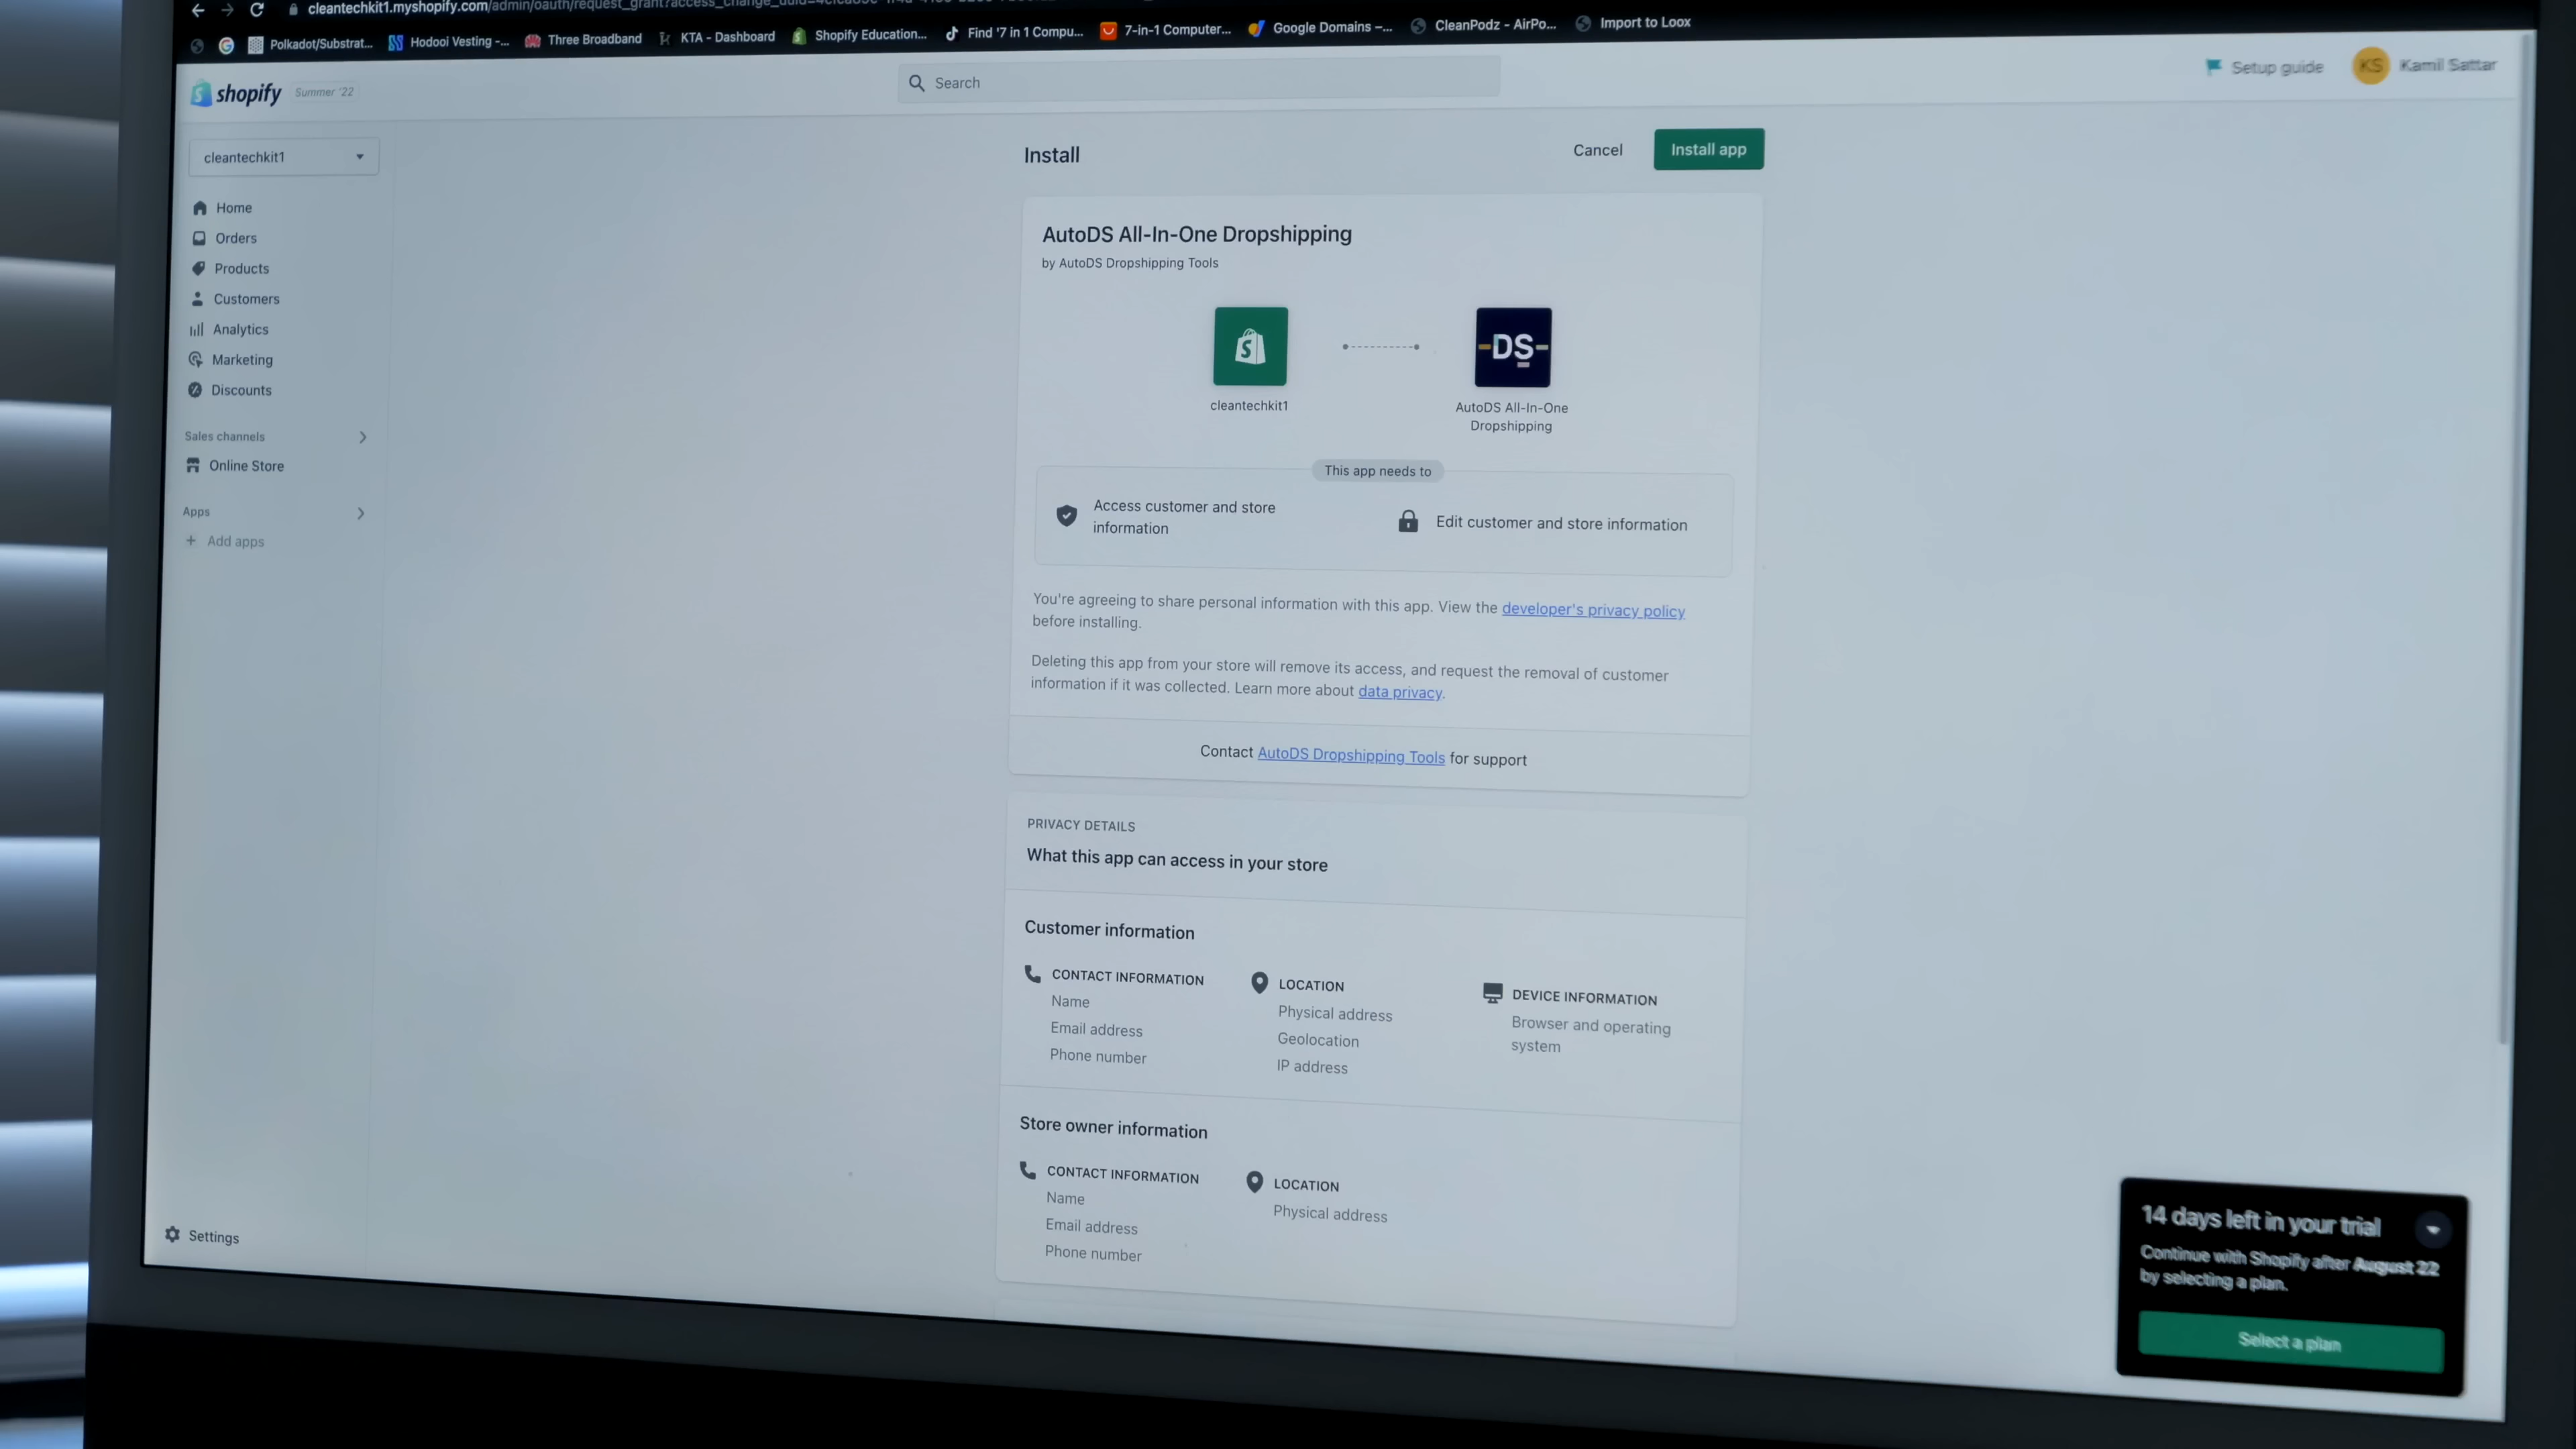 cleantechkit1.myshopify.com/admin/oauth/request_grant?access_change_uuid=
Polkadot/Substrat...
Hodool Vesting -...
Three Broadband
KTA - Dashboard
Shopify Education...
Find '7 in 1 Compu...
7-in-1 Computer...
Google Domains –...
CleanPodz - AirPo...
Import to Loox
shopify
Summer '22
Search
Setup guide
KS
Kamil Sattar
cleantechkit1
Home
Orders
Products
Customers
Analytics
Marketing
Discounts
Sales channels
Online Store
Apps
+ Add apps
Settings
Install
Cancel
Install app
AutoDS All-In-One Dropshipping
by AutoDS Dropshipping Tools
DS
cleantechkit1
AutoDS All-In-One
Dropshipping
This app needs to
Access customer and store
information
Edit customer and store information
You're agreeing to share personal information with this app. View the developer's privacy policy
before installing.
Deleting this app from your store will remove its access, and request the removal of customer
information if it was collected. Learn more about data privacy.
Contact AutoDS Dropshipping Tools for support
PRIVACY DETAILS
What this app can access in your store
Customer information
CONTACT INFORMATION
Name
Email address
Phone number
LOCATION
Physical address
Geolocation
IP address
DEVICE INFORMATION
Browser and operating
system
Store owner information
CONTACT INFORMATION
Name
Email address
Phone number
LOCATION
Physical address
14 days left in your trial
Continue with Shopify after August 22
by selecting a plan.
Select a plan